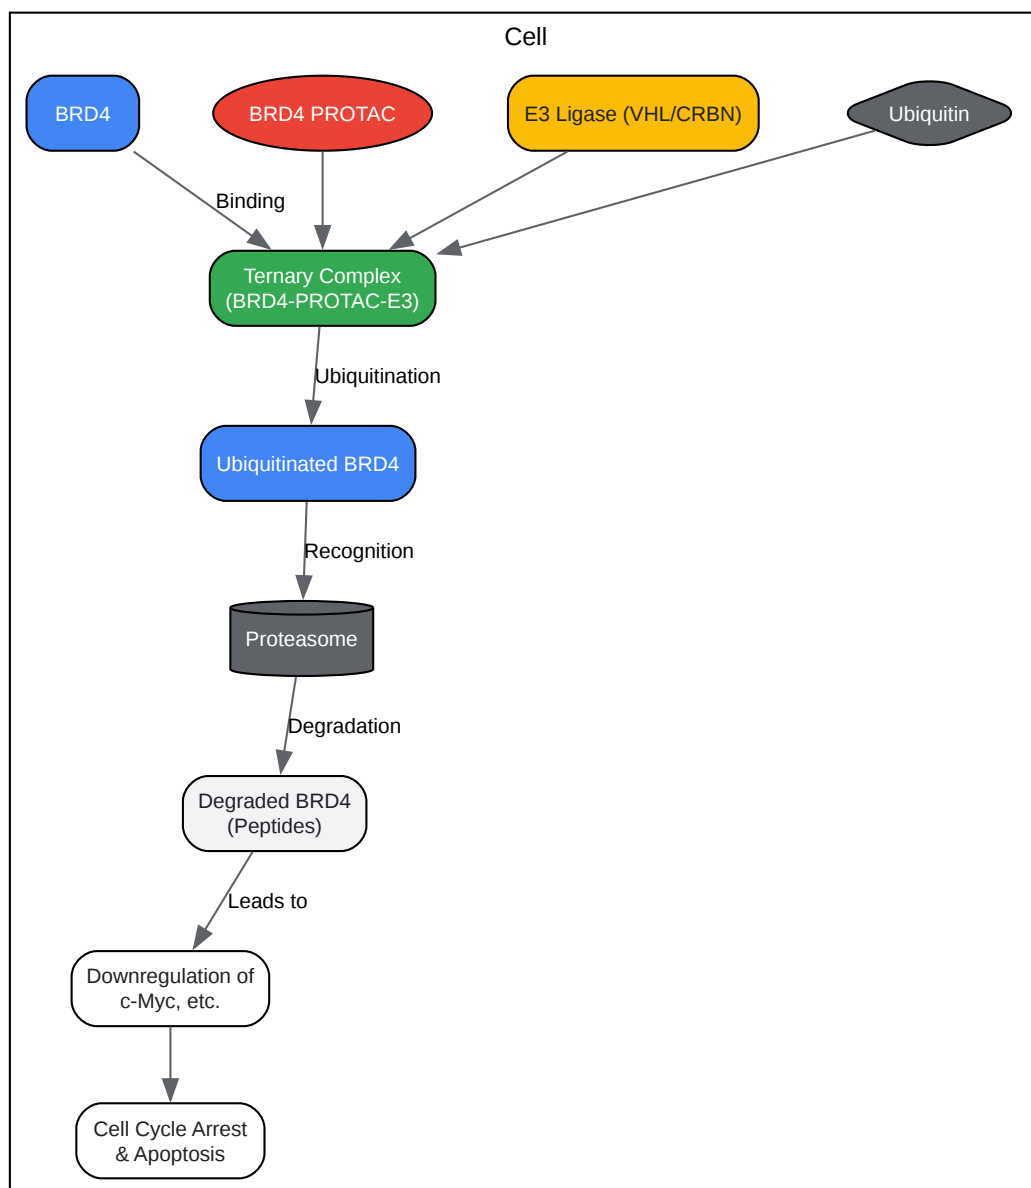 Cell
BRD4
BRD4 PROTAC
E3 Ligase (VHL/CRBN)
Ubiquitin
Binding
Ternary Complex
(BRD4-PROTAC-E3)
Ubiquitination
Ubiquitinated BRD4
Recognition
Proteasome
Degradation
Degraded BRD4
(Peptides)
Leads to
Downregulation of
c-Myc, etc.
Cell Cycle Arrest
& Apoptosis